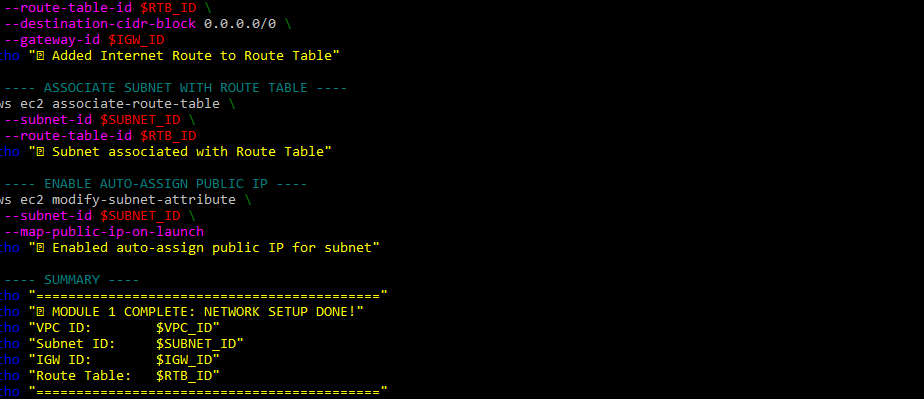 --route-table-id $RTB_ID \
--destination-cidr-block 0.0.0.0/0 \
--gateway-id $IGW_ID
cho "▯ Added Internet Route to Route Table"
---- ASSOCIATE SUBNET WITH ROUTE TABLE ----
ws ec2 associate-route-table \
--subnet-id $SUBNET_ID \
--route-table-id $RTB_ID
cho "▯ Subnet associated with Route Table"
---- ENABLE AUTO-ASSIGN PUBLIC IP ----
ws ec2 modify-subnet-attribute \
--subnet-id $SUBNET_ID \
--map-public-ip-on-launch
cho "▯ Enabled auto-assign public IP for subnet"
---- SUMMARY ----
cho "==========================================="
cho "▯ MODULE 1 COMPLETE: NETWORK SETUP DONE!"
cho "VPC ID:        $VPC_ID"
cho "Subnet ID:     $SUBNET_ID"
cho "IGW ID:        $IGW_ID"
cho "Route Table:   $RTB_ID"
cho "==========================================="